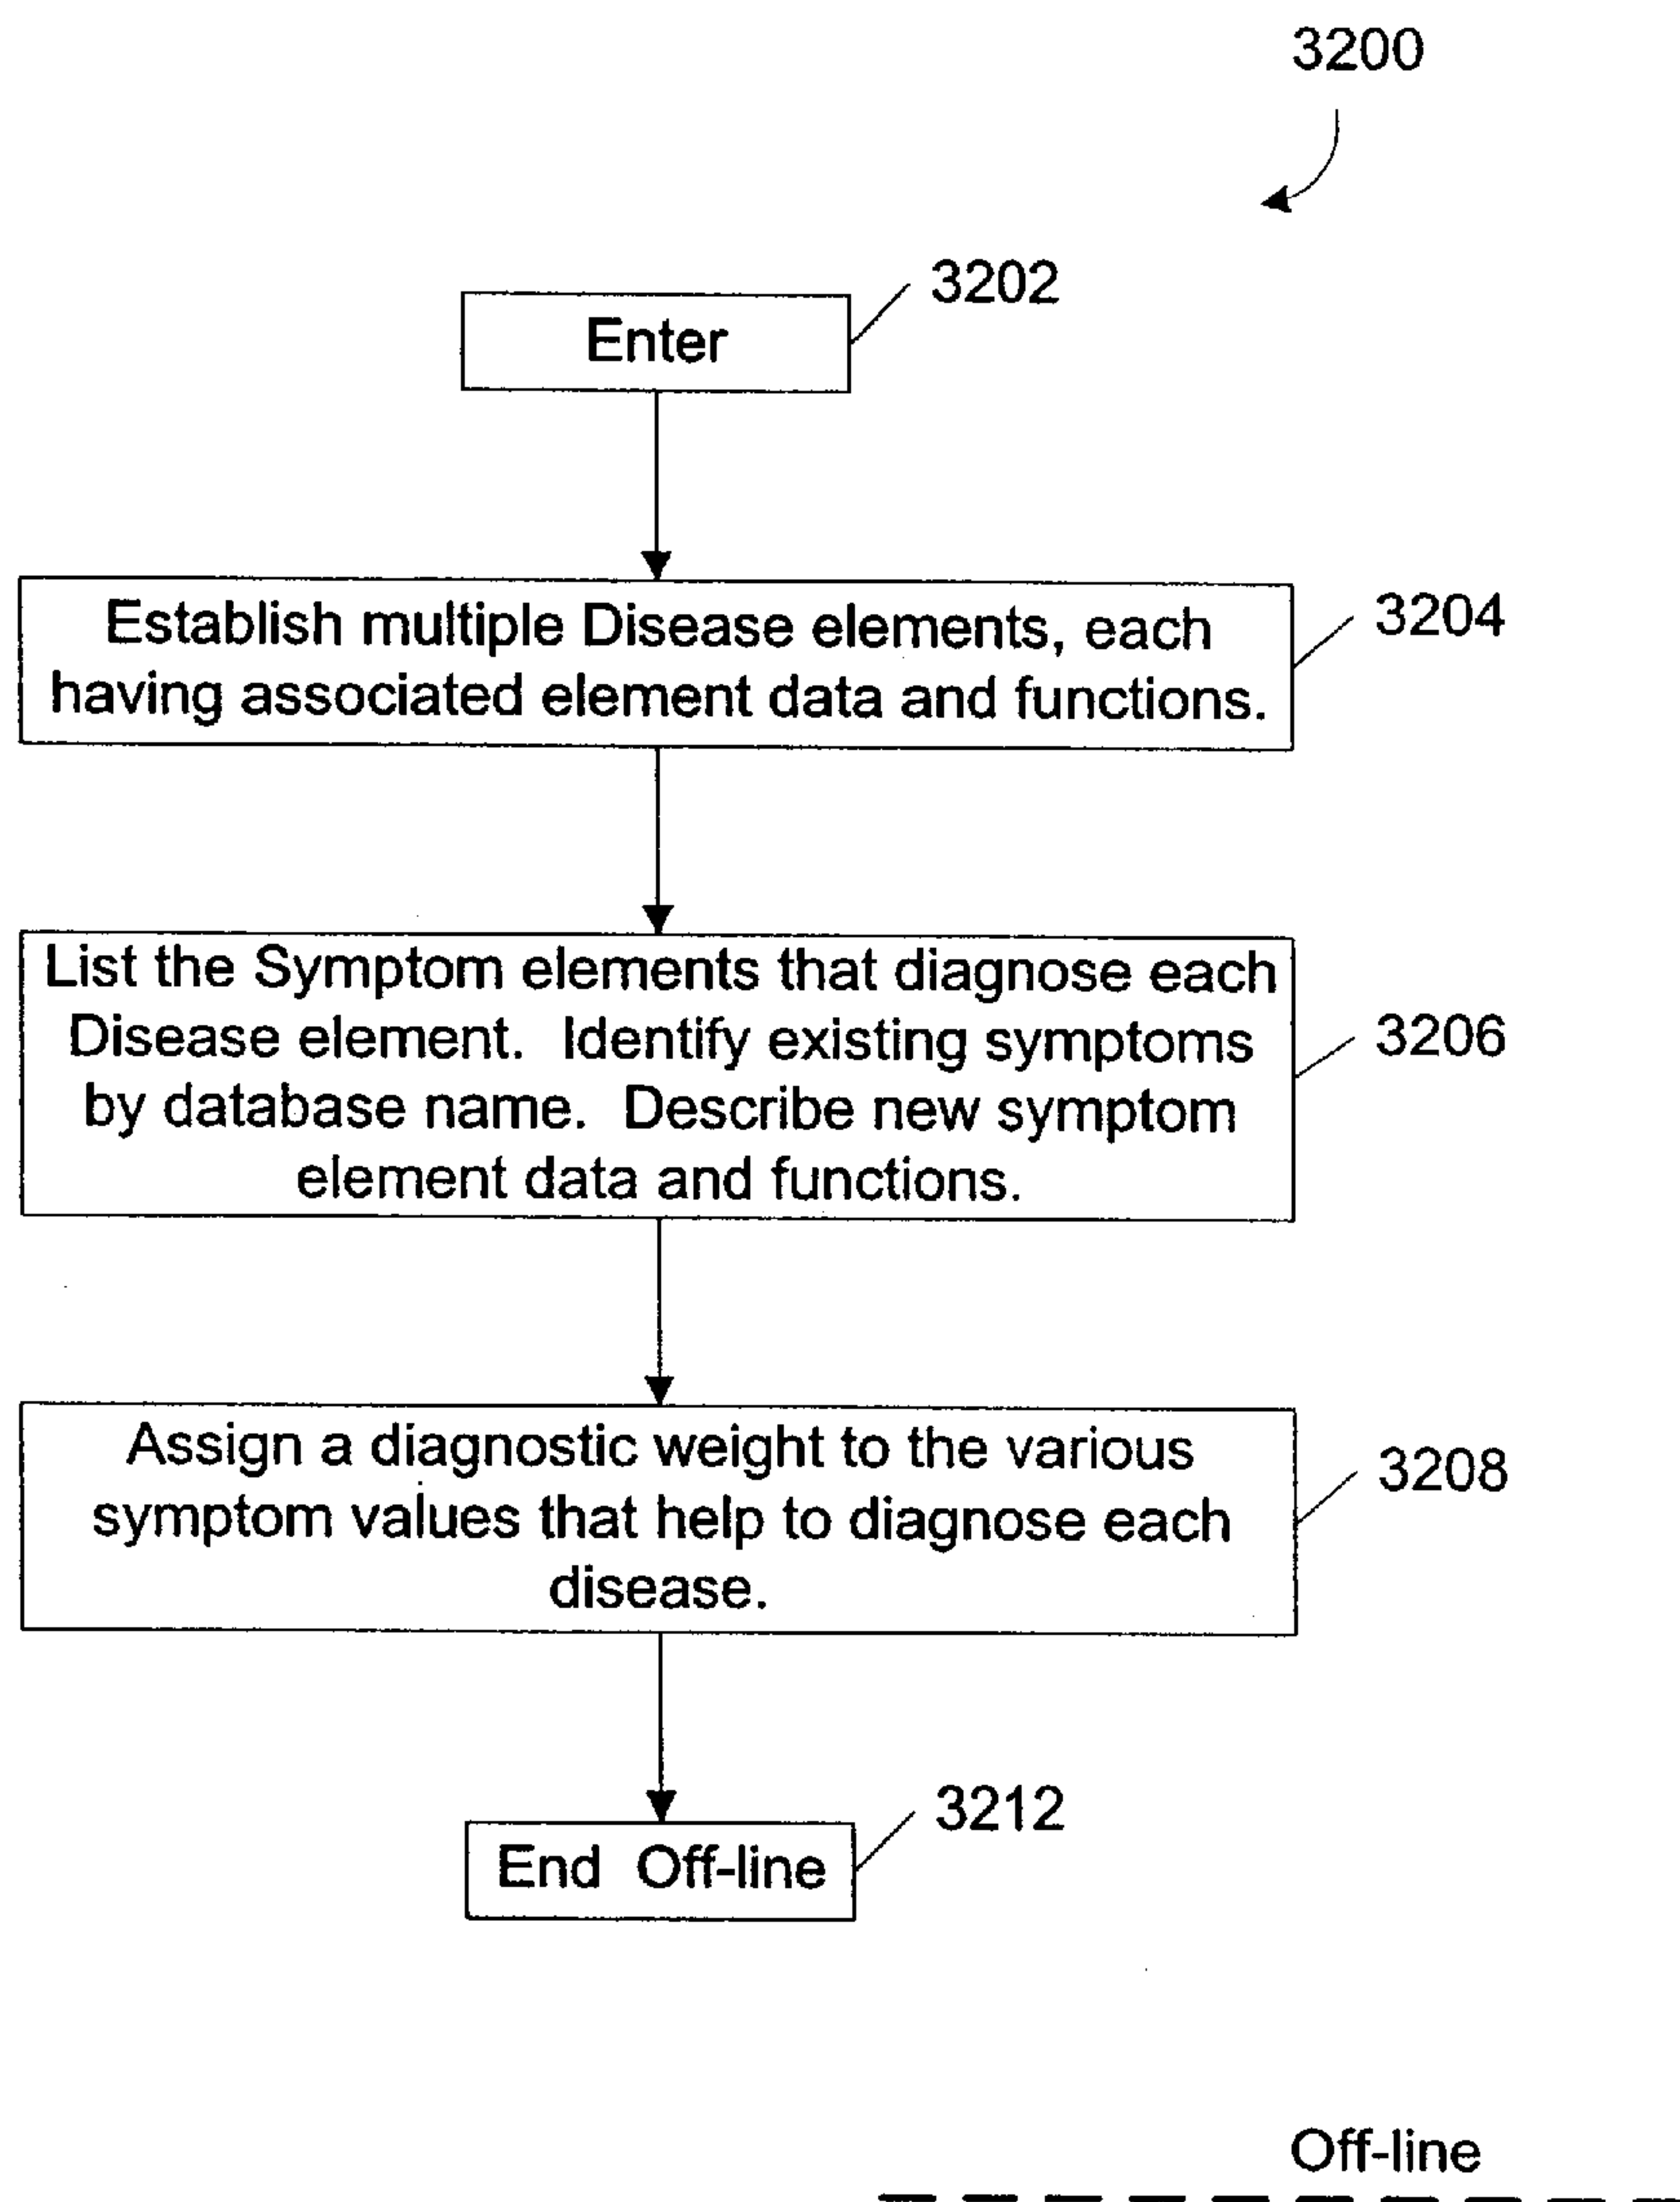 3200
3202
Enter
3204
Establish multiple Disease elements, each
having associated element data and functions.
List the Symptom elements that diagnose each
Disease element.  Identify existing symptoms
3206
by database name.  Describe new symptom
element data and functions.
Assign a diagnostic weight to the various
3208
symptom values that help to diagnose each
disease.
3212
End  Off-line
Off-line